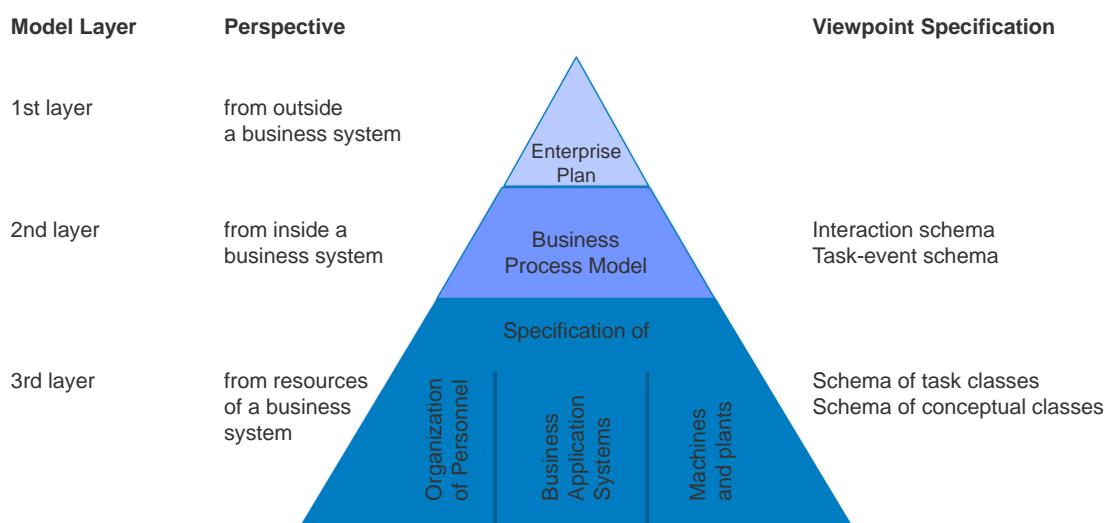 Model Layer
Perspective
Viewpoint Specification
1st layer
from outside
a business system
Enterprise
Plan
2nd layer
from inside a
business system
Business
Process Model
Interaction schema
Task-event schema
Specification of
3rd layer
from resources
of a business
system
Organization
of Personnel
Business
Application
Systems
Machines
and plants
Schema of task classes
Schema of conceptual classes